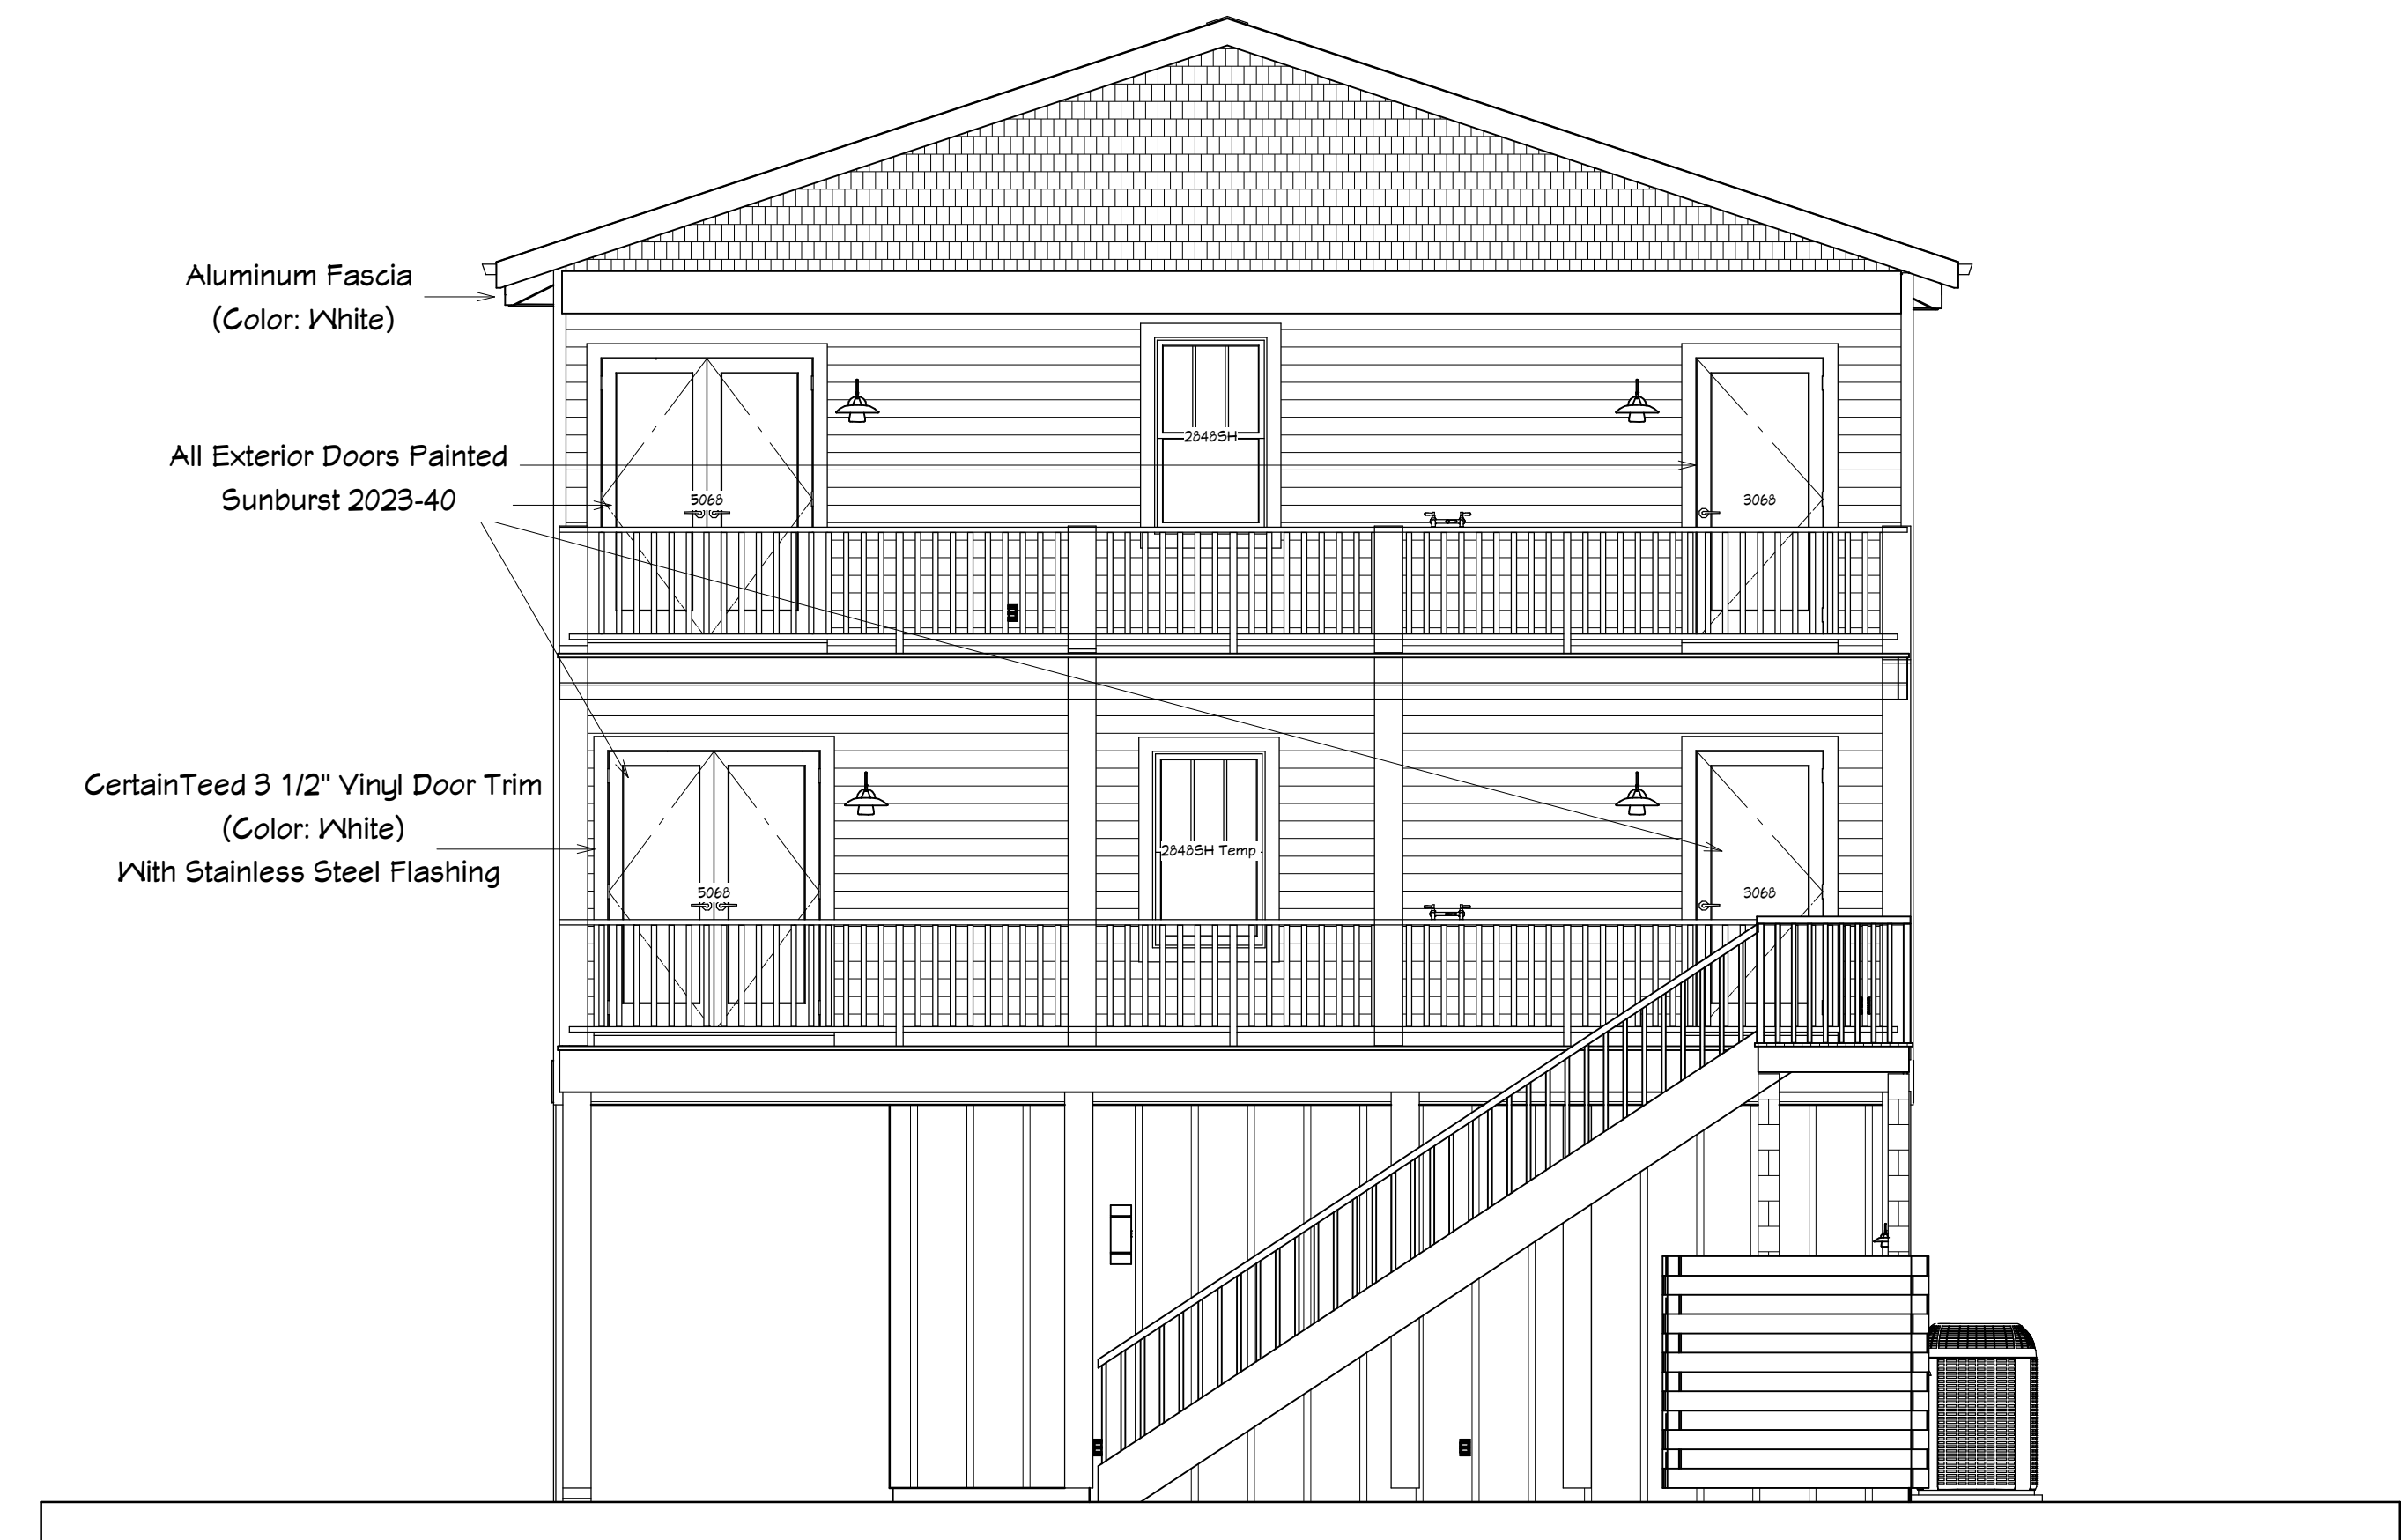 Aluminum Fascia
(Color: White)
2848SH
All Exterior Doors Painted
Sunburst 2023-40
5068
3068
CertainTeed 3 1/2" Vinyl Door Trim
(Color: White)
With Stainless Steel Flashing
2848SH Temp
5068
3068